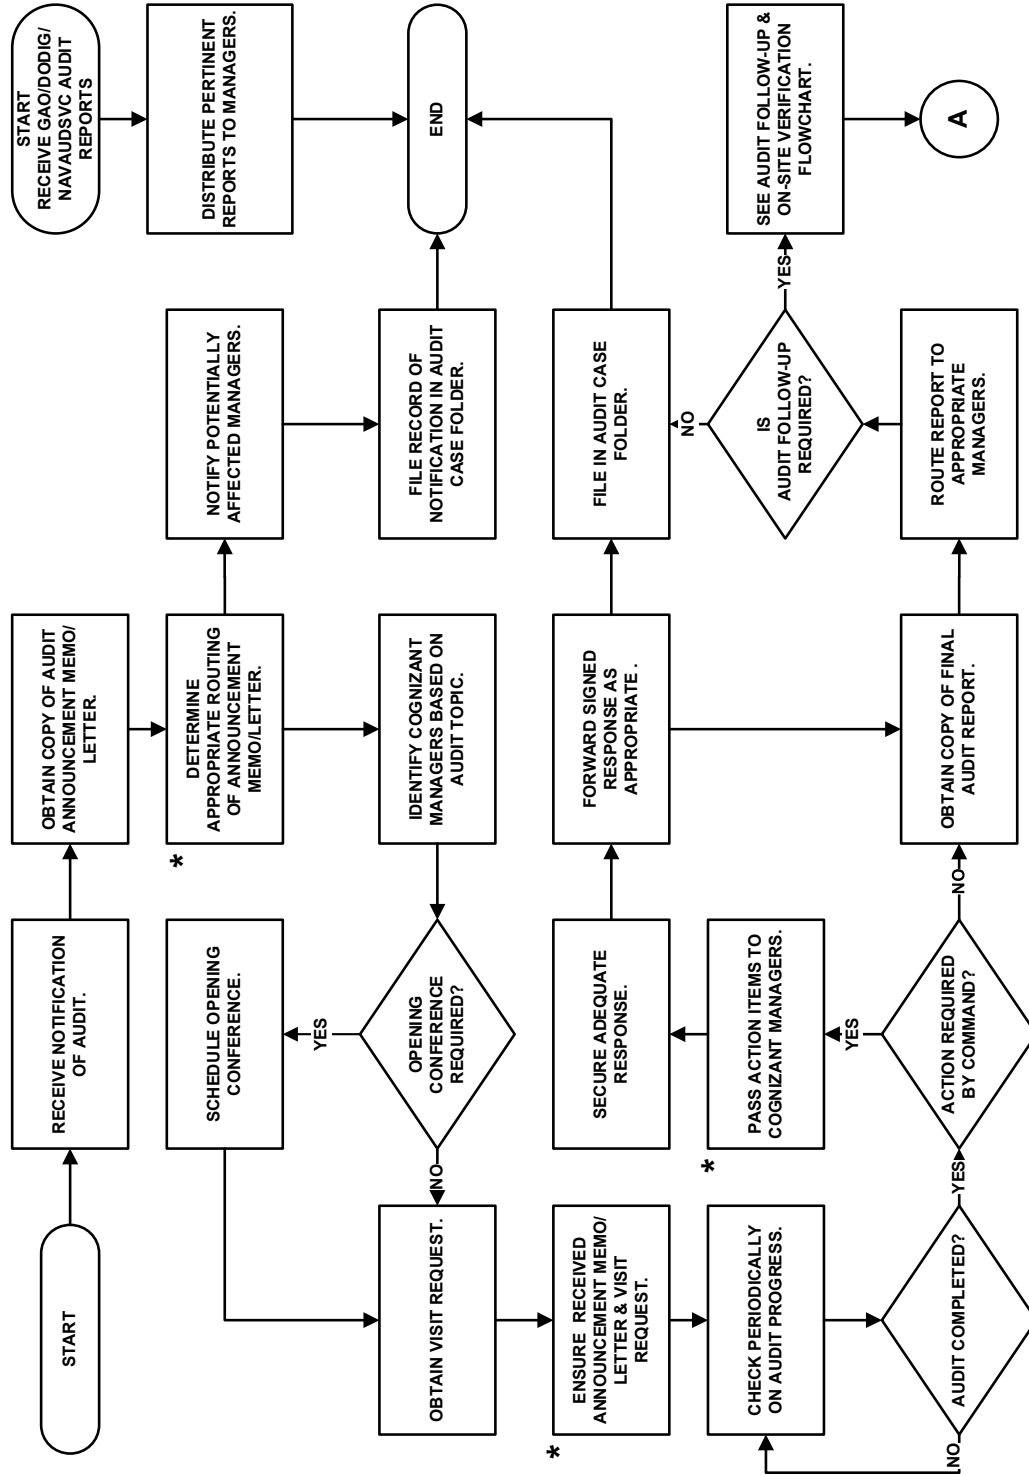 START
RECEIVE NOTIFICATION
OF AUDIT.
OBTAIN COPY OF AUDIT
ANNOUNCEMENT MEMO/
LETTER.
START
RECEIVE GAO/DODIG/
NAVAUDSVC AUDIT
REPORTS
SCHEDULE OPENING
CONFERENCE.
*
DETERMINE
APPROPRIATE ROUTING
OF ANNOUNCEMENT
MEMO/LETTER.
NOTIFY POTENTIALLY
AFFECTED MANAGERS.
DISTRIBUTE PERTINENT
REPORTS TO MANAGERS.
YES
OBTAIN VISIT REQUEST.
NO
OPENING
CONFERENCE
REQUIRED?
IDENTIFY COGNIZANT
MANAGERS BASED ON
AUDIT TOPIC.
FILE RECORD OF
NOTIFICATION IN AUDIT
CASE FOLDER.
END
*
ENSURE RECEIVED
ANNOUNCEMENT MEMO/
LETTER & VISIT
REQUEST.
SECURE ADEQUATE
RESPONSE.
FORWARD SIGNED
RESPONSE AS
APPROPRIATE .
FILE IN AUDIT CASE
FOLDER.
NO
CHECK PERIODICALLY
ON AUDIT PROGRESS.
*
PASS ACTION ITEMS TO
COGNIZANT MANAGERS.
YES
IS
AUDIT FOLLOW-UP
REQUIRED?
YES
SEE AUDIT FOLLOW-UP &
ON-SITE VERIFICATION
FLOWCHART.
NO
AUDIT COMPLETED?
YES
ACTION REQUIRED
BY COMMAND?
NO
OBTAIN COPY OF FINAL
AUDIT REPORT.
ROUTE REPORT TO
APPROPRIATE
MANAGERS.
A